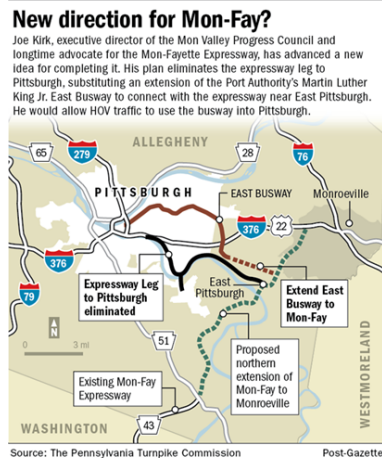 New direction for Mon-Fay?
Joe Kirk, executive director of the Mon Valley Progress Council and
longtime advocate for the Mon-Fayette Expressway, has advanced a new
idea for completing it. His plan eliminates the expressway leg to
Pittsburgh, substituting an extension of the Port Authority's Martin Luther
King Jr. East Busway to connect with the expressway near East Pittsburgh.
He would allow HOV traffic to use the busway into Pittsburgh.
ALLEGHENY
65
279
28
76
PITTSBURGH
EAST BUSWAY
Monroeville
376
22
376
79
Expressway Leg
to Pittsburgh
eliminated
East
Pittsburgh
Extend East
Busway to
Mon-Fay
N
0 3 mi
51
Proposed
northern
extension of
Mon-Fay to
Monroeville
Existing Mon-Fay
Expressway
43
WASHINGTON
WESTMORELAND
Source: The Pennsylvania Turnpike Commission
Post-Gazette